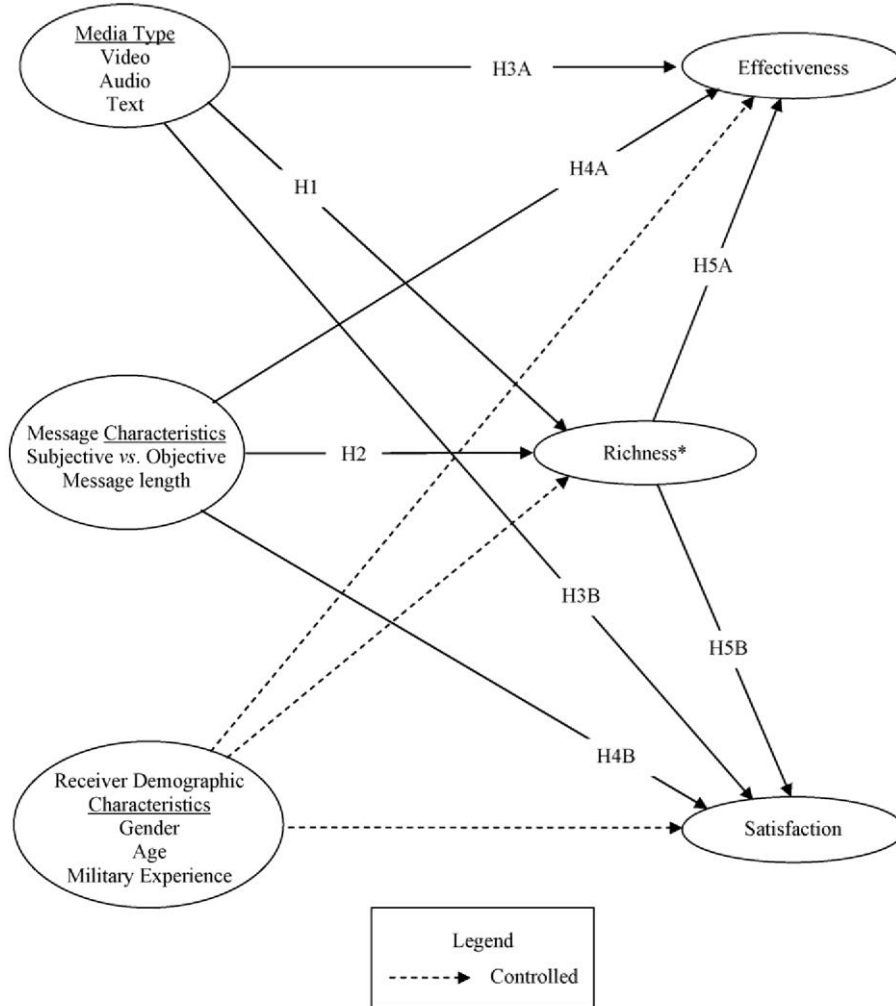 Media Type
Video
Audio
Text
H3A
Effectiveness
H1
H4A
H5A
Message Characteristics
Subjective vs. Objective
Message length
H2
Richness*
H3B
H5B
H4B
Receiver Demographic
Characteristics
Gender
Age
Military Experience
Satisfaction
Legend
Controlled